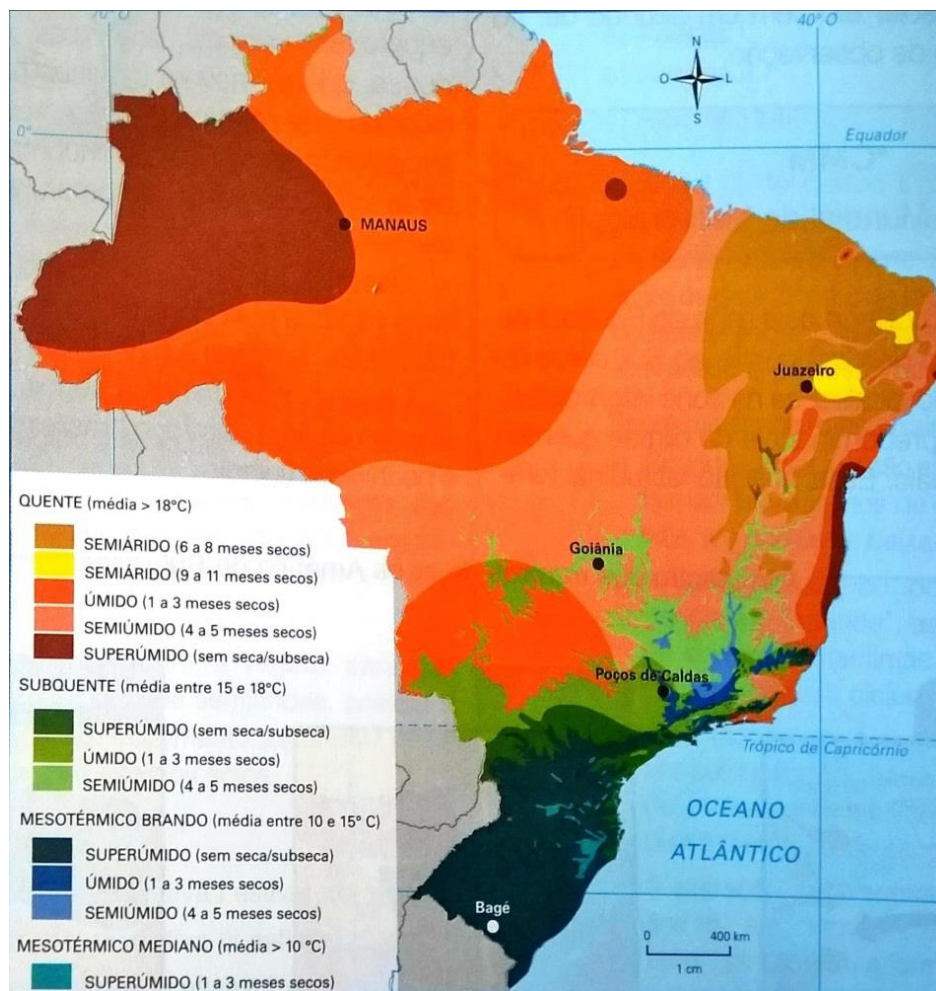 40° O
de observação
N
O
L
S
0°
Equador
MANAUS
Juazeiro
QUENTE (média > 18°C)
SEMIÁRIDO (6 a 8 meses secos)
SEMIÁRIDO (9 a 11 meses secos)
ÚMIDO (1 a 3 meses secos)
SEMIÚMIDO (4 a 5 meses secos)
SUPERÚMIDO (sem seca/subseca)
Goiânia
SUBQUENTE (média entre 15 e 18°C)
Poços de Caldas
SUPERÚMIDO (sem seca/subseca)
ÚMIDO (1 a 3 meses secos)
SEMIÚMIDO (4 a 5 meses secos)
Trópico de Capricórnio
MESOTÉRMICO BRANDO (média entre 10 e 15° C)
OCEANO
ATLÂNTICO
SUPERÚMIDO (sem seca/subseca)
ÚMIDO (1 a 3 meses secos)
SEMIÚMIDO (4 a 5 meses secos)
Bagé
MESOTÉRMICO MEDIANO (média > 10 °C)
SUPERÚMIDO (1 a 3 meses secos)
0
400 km
1 cm